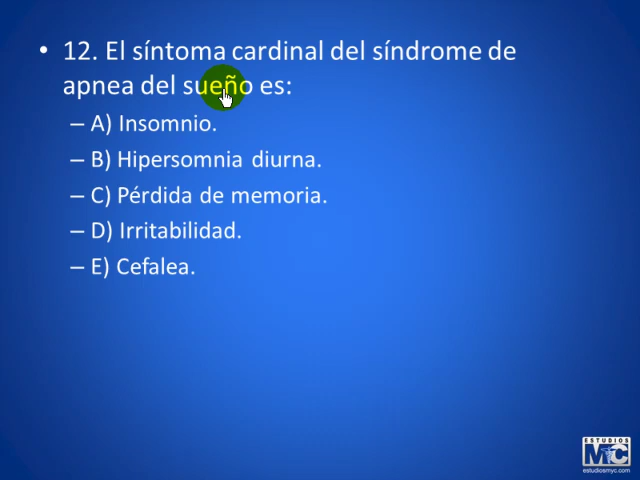 • 12. El síntoma cardinal del síndrome de
apnea del sueño es:
– A) Insomnio.
– B) Hipersomnia diurna.
– C) Pérdida de memoria.
– D) Irritabilidad.
– E) Cefalea.
ESTUDIOS
MyC
estudiosmyc.com